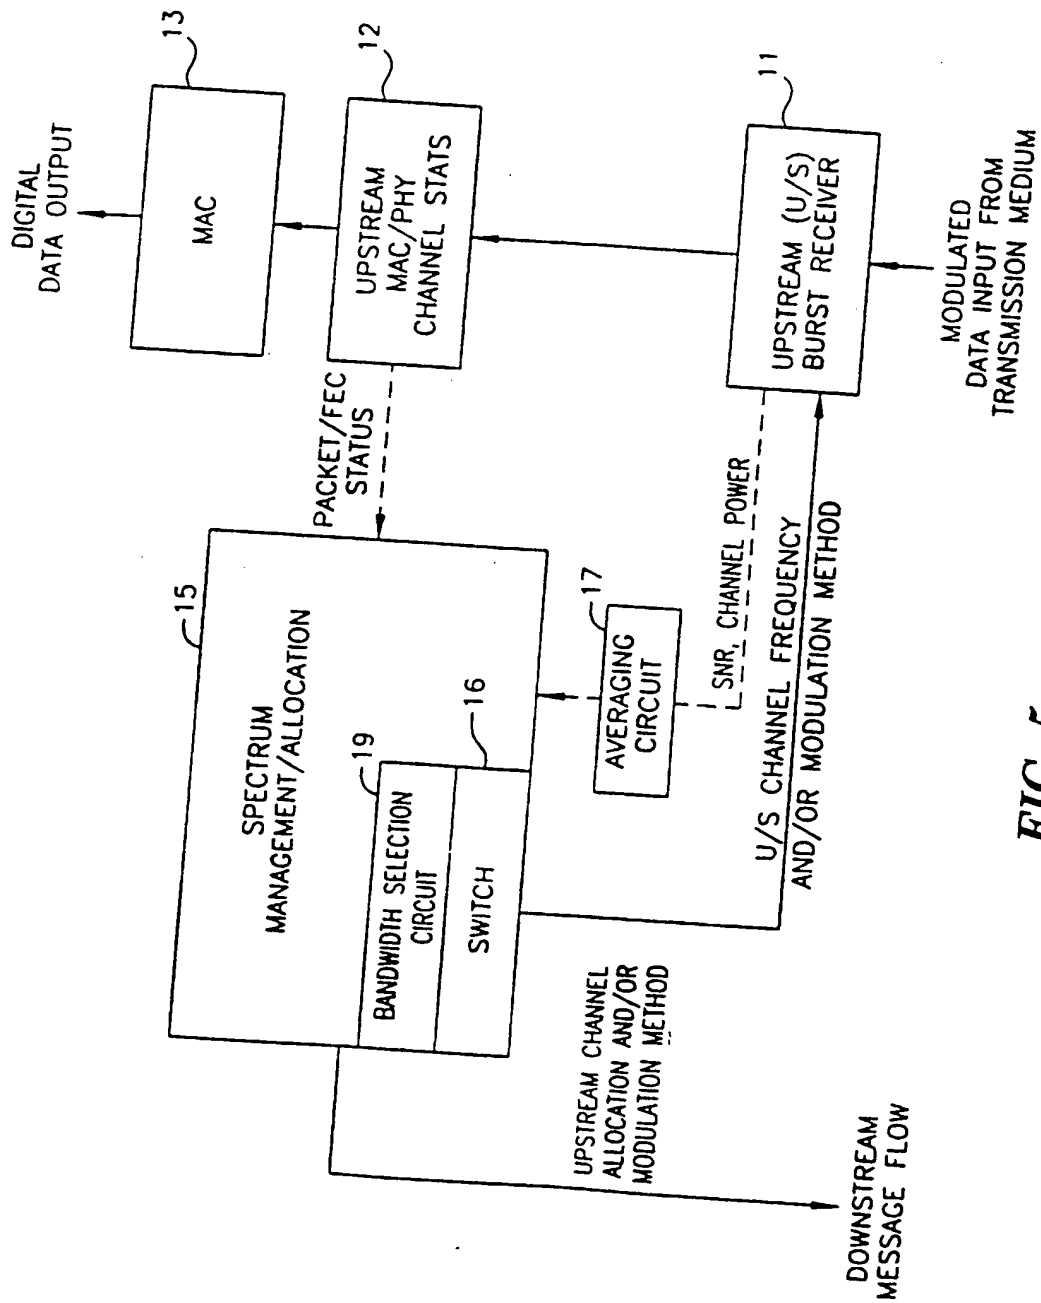 DIGITAL
DATA OUTPUT
13
MAC
12
UPSTREAM
MAC/PHY
CHANNEL STATS
PACKET/FEC
STATUS
15
SPECTRUM
MANAGEMENT/ALLOCATION
19
BANDWIDTH SELECTION
CIRCUIT
16
SWITCH
17
AVERAGING
CIRCUIT
SNR, CHANNEL POWER
11
UPSTREAM (U/S)
BURST RECEIVER
U/S CHANNEL FREQUENCY
AND/OR MODULATION METHOD
MODULATED
DATA INPUT FROM
TRANSMISSION MEDIUM
UPSTREAM CHANNEL
ALLOCATION AND/OR
MODULATION METHOD
DOWNSTREAM
MESSAGE FLOW
FIG. 5